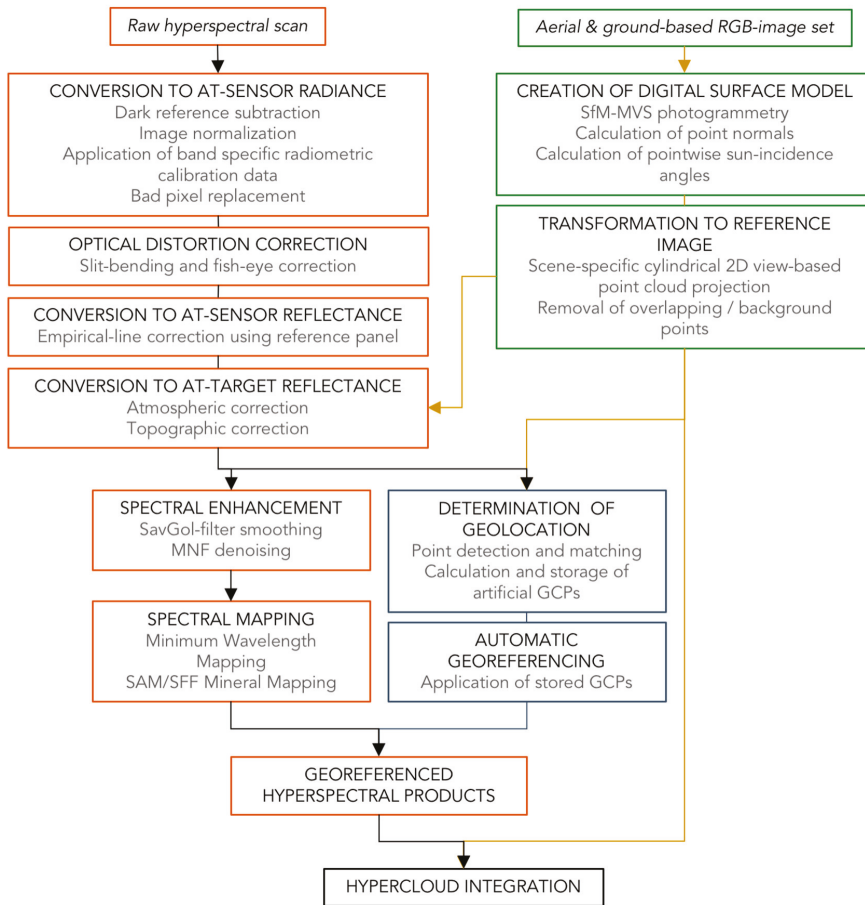 Raw hyperspectral scan
Aerial & ground-based RGB-image set
CONVERSION TO AT-SENSOR RADIANCE
Dark reference subtraction
Image normalization
Application of band specific radiometric
calibration data
Bad pixel replacement
CREATION OF DIGITAL SURFACE MODEL
SfM-MVS photogrammetry
Calculation of point normals
Calculation of pointwise sun-incidence
angles
OPTICAL DISTORTION CORRECTION
Slit-bending and fish-eye correction
TRANSFORMATION TO REFERENCE
IMAGE
Scene-specific cylindrical 2D view-based
point cloud projection
Removal of overlapping / background
points
CONVERSION TO AT-SENSOR REFLECTANCE
Empirical-line correction using reference panel
CONVERSION TO AT-TARGET REFLECTANCE
Atmospheric correction
Topographic correction
SPECTRAL ENHANCEMENT
SavGol-filter smoothing
MNF denoising
DETERMINATION OF
GEOLOCATION
Point detection and matching
Calculation and storage of
artificial GCPs
SPECTRAL MAPPING
Minimum Wavelength
Mapping
SAM/SFF Mineral Mapping
AUTOMATIC
GEOREFERENCING
Application of stored GCPs
GEOREFERENCED
HYPERSPECTRAL PRODUCTS
HYPERCLOUD INTEGRATION